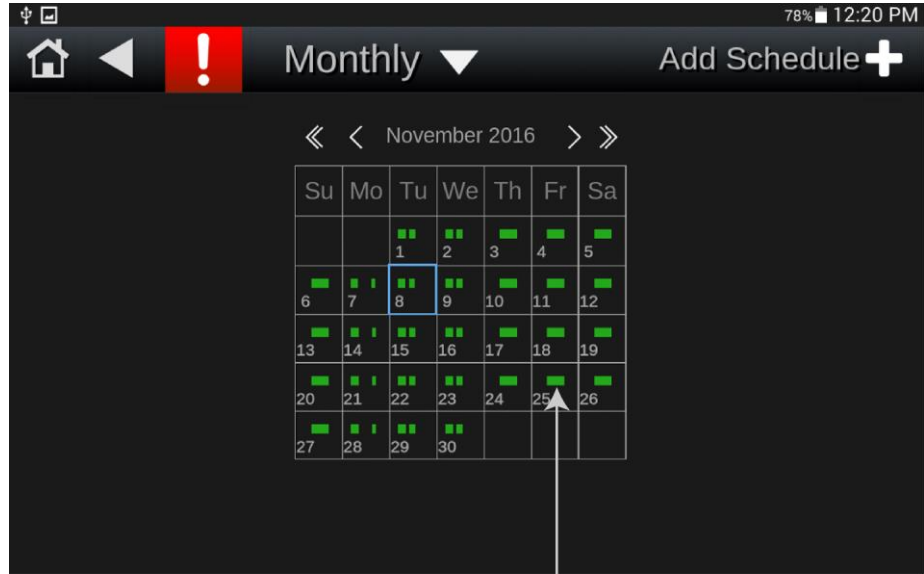 78% 12:20 PM
! Monthly Add Schedule
November 2016
Su Mo Tu We Th Fr Sa
1 2 3 4 5
6 7 8 9 10 11 12
13 14 15 16 17 18 19
20 21 22 23 24 25 26
27 28 29 30